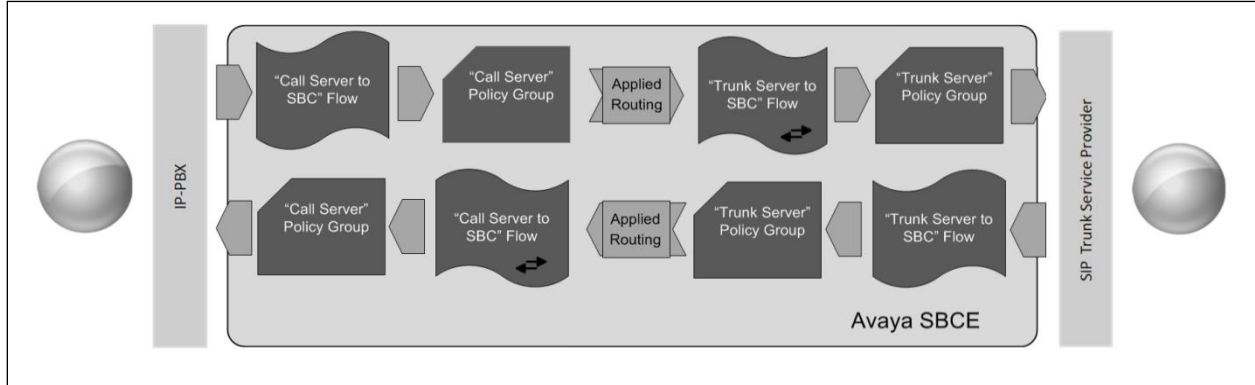 IP-PBX
“Call Server to
SBC” Flow
“Call Server”
Policy Group
Applied
Routing
“Trunk Server to
SBC” Flow
“Trunk Server”
Policy Group
“Call Server”
Policy Group
“Call Server to
SBC” Flow
Applied
Routing
“Trunk Server”
Policy Group
“Trunk Server to
SBC” Flow
Avaya SBCE
SIP Trunk Service Provider